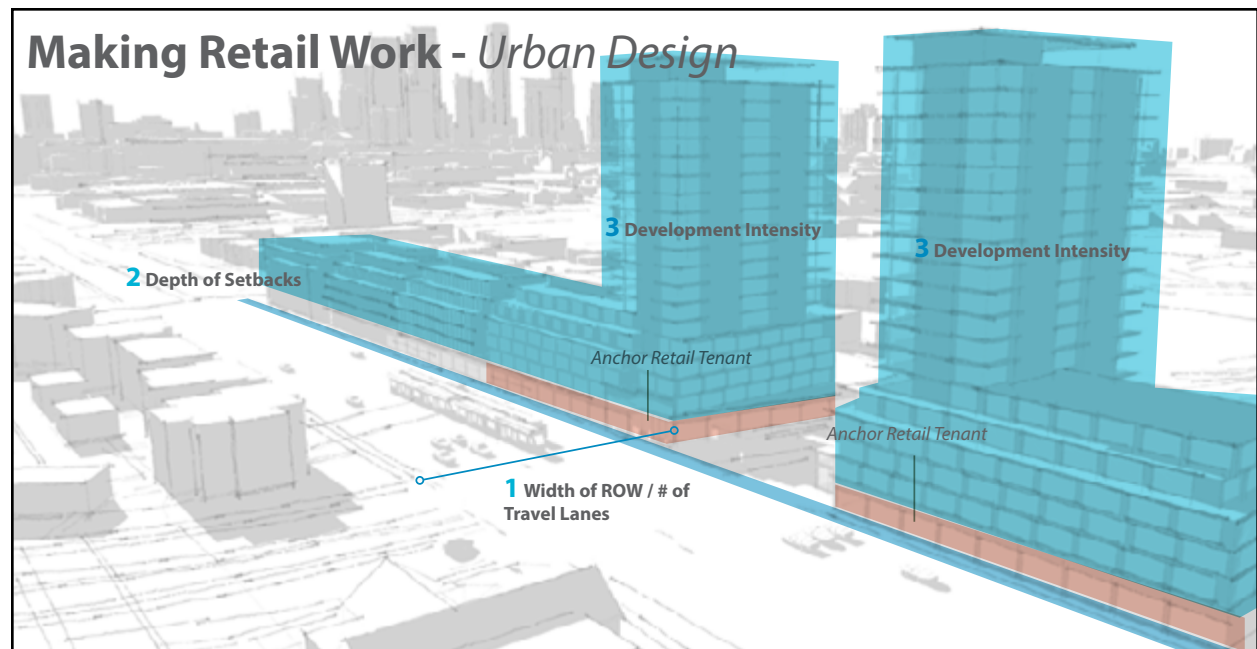 Making Retail Work - Urban Design
3 Development Intensity
3 Development Intensity
2 Depth of Setbacks
Anchor Retail Tenant
Anchor Retail Tenant
1 Width of ROW / # of
Travel Lanes